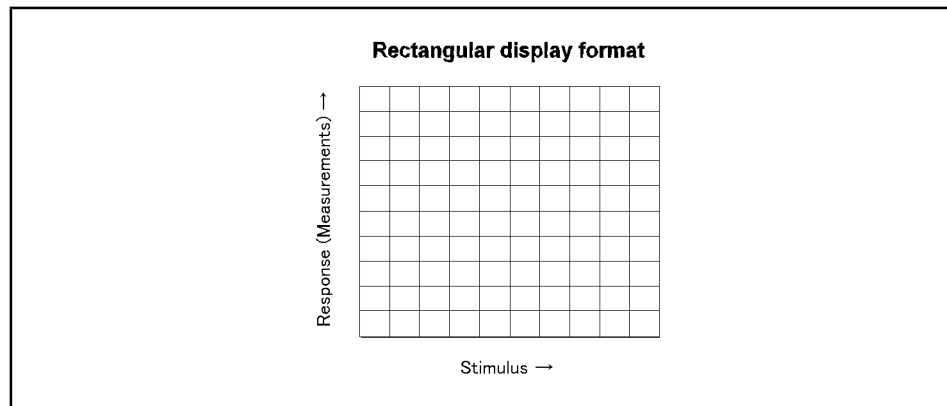 Rectangular display format
Response (Measurements) →
Stimulus →